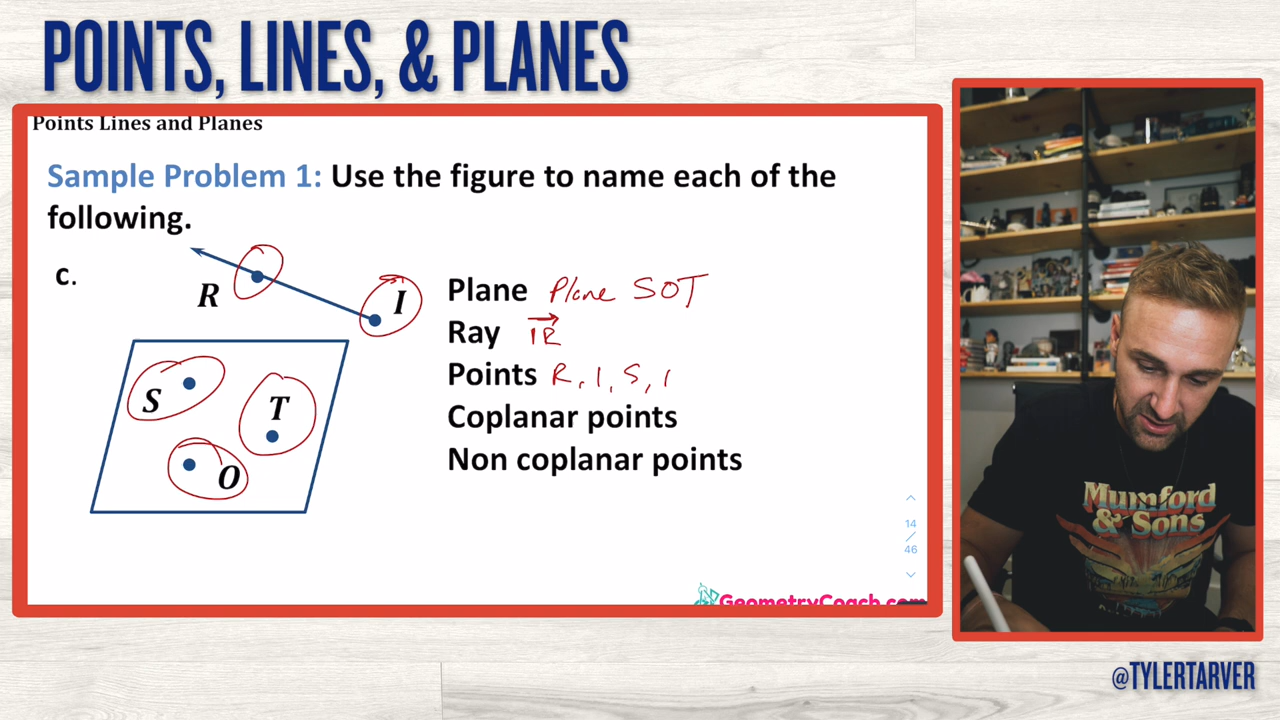 POINTS, LINES, & PLANES
Points Lines and Planes
Sample Problem 1: Use the figure to name each of the
following.
c.
R
I
S
T
O
Plane Plane SOT
Ray IR
Points R, I, S,
Coplanar points
Non coplanar points
14
/
46
GeometryCoach.com
Mumford
& Sons
@TYLERTARVER